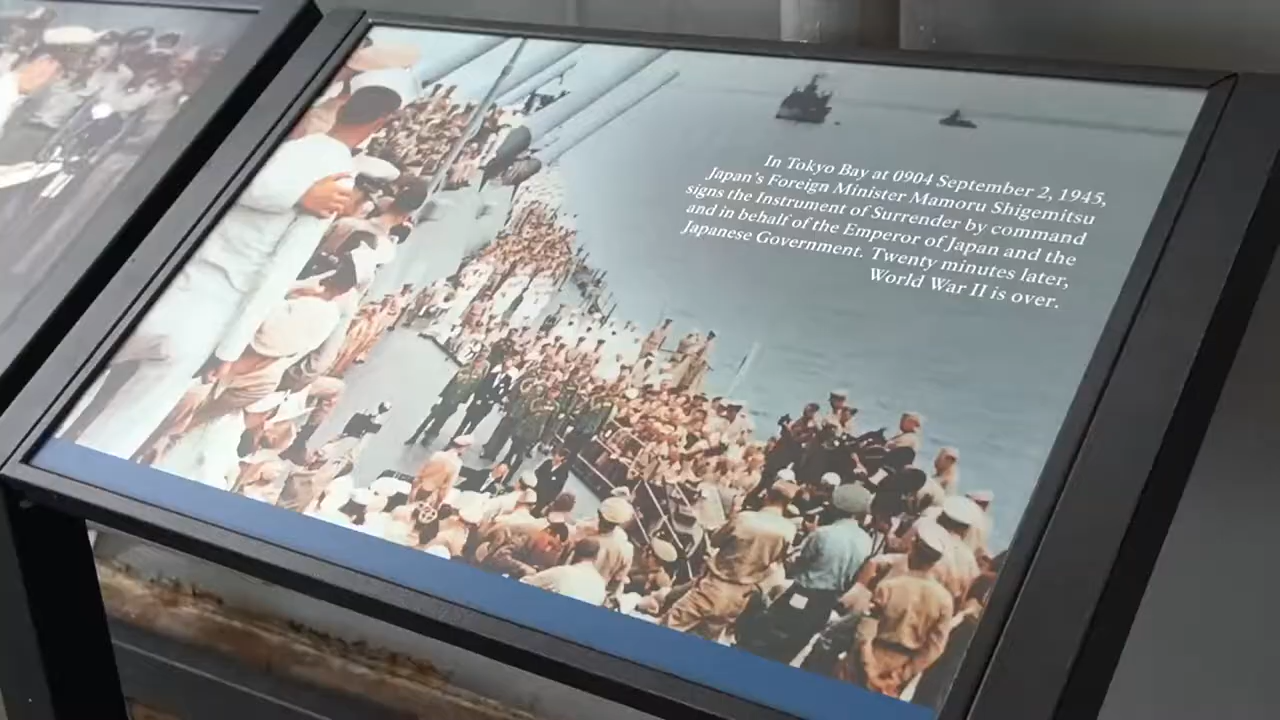 In Tokyo Bay at 0904 September 2, 1945,
Japan's Foreign Minister Mamoru Shigemitsu
signs the Instrument of Surrender by command
and in behalf of the Emperor of Japan and the
Japanese Government. Twenty minutes later,
World War II is over.